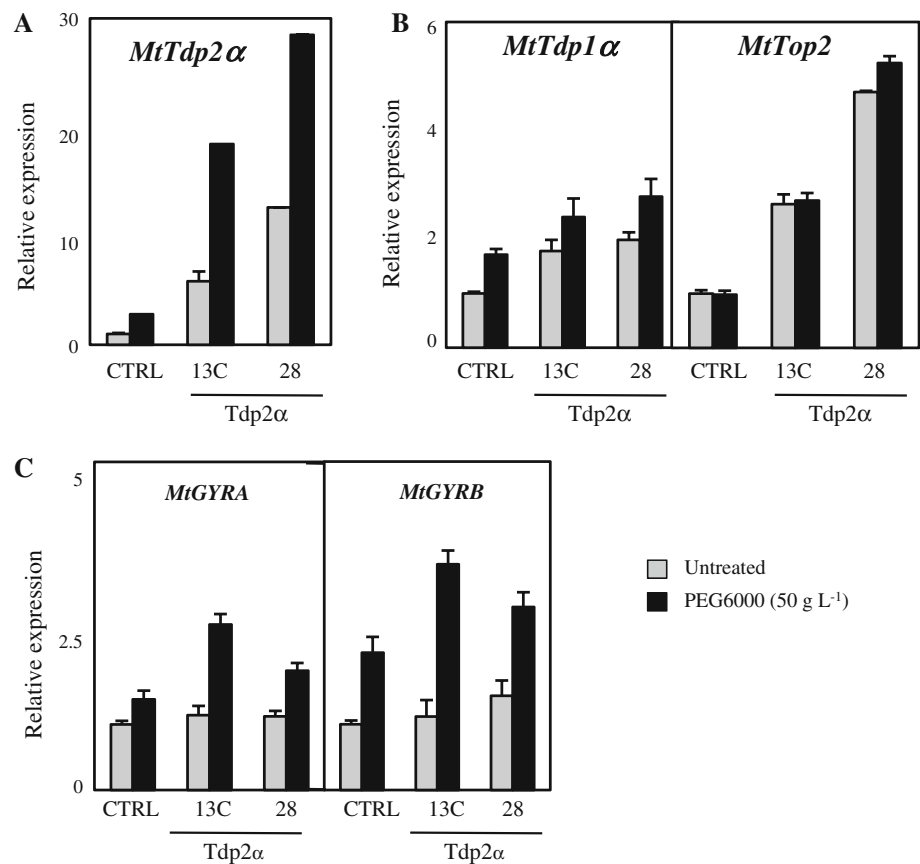 A
MtTdp2α
Relative expression
30
20
10
0
CTRL 13C 28
Tdp2α
B
MtTdp1α MtTop2
Relative expression
6
4
2
0
CTRL 13C 28 CTRL 13C 28
Tdp2α Tdp2α
C
MtGYRA MtGYRB
Relative expression
5
2.5
0
CTRL 13C 28 CTRL 13C 28
Tdp2α Tdp2α
Untreated
PEG6000 (50 g L-1)